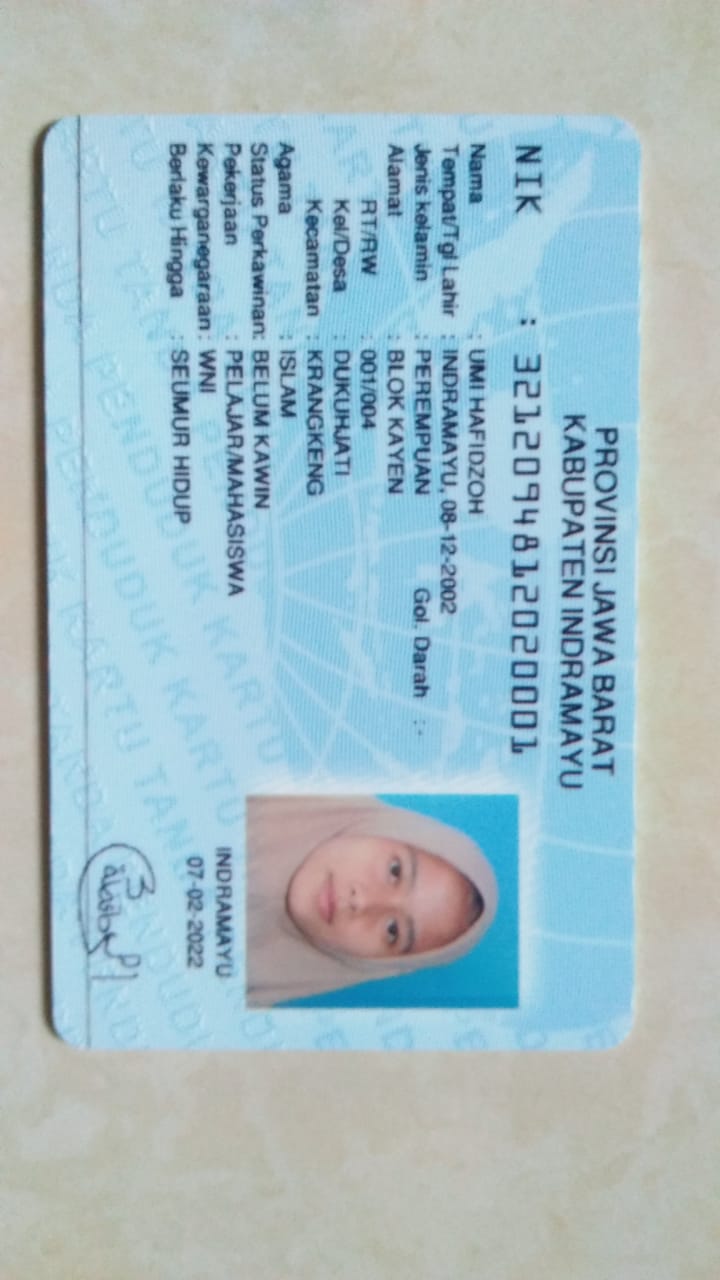 PROVINSI JAWA BARAT
KABUPATEN INDRAMAYU
NIK : 3212094812020001
Nama : UMI HAFIDZOH
Tempat/Tgl Lahir : INDRAMAYU, 08-12-2002
Jenis kelamin : PEREMPUAN Gol. Darah : -
Alamat : BLOK KAYEN
RT/RW : 001/004
Kel/Desa : DUKUHJATI
Kecamatan : KRANGKENG
Agama : ISLAM
Status Perkawinan: BELUM KAWIN
Pekerjaan : PELAJAR/MAHASISWA
Kewarganegaraan: WNI
Berlaku Hingga : SEUMUR HIDUP
INDRAMAYU
07-02-2022